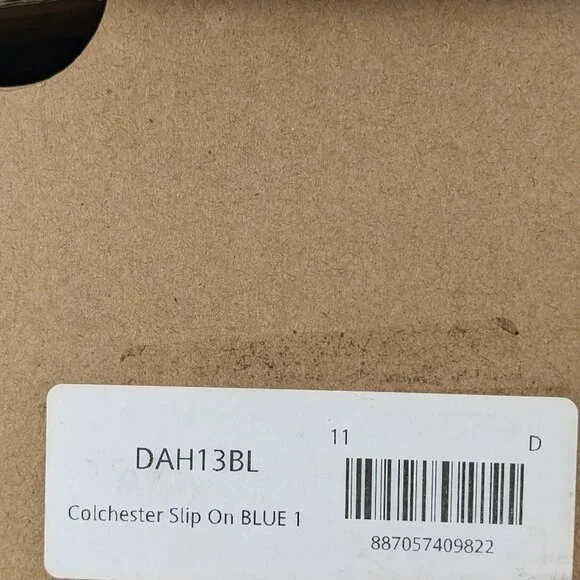 DAH13BL
Colchester Slip On BLUE 1
11
D
887057409822